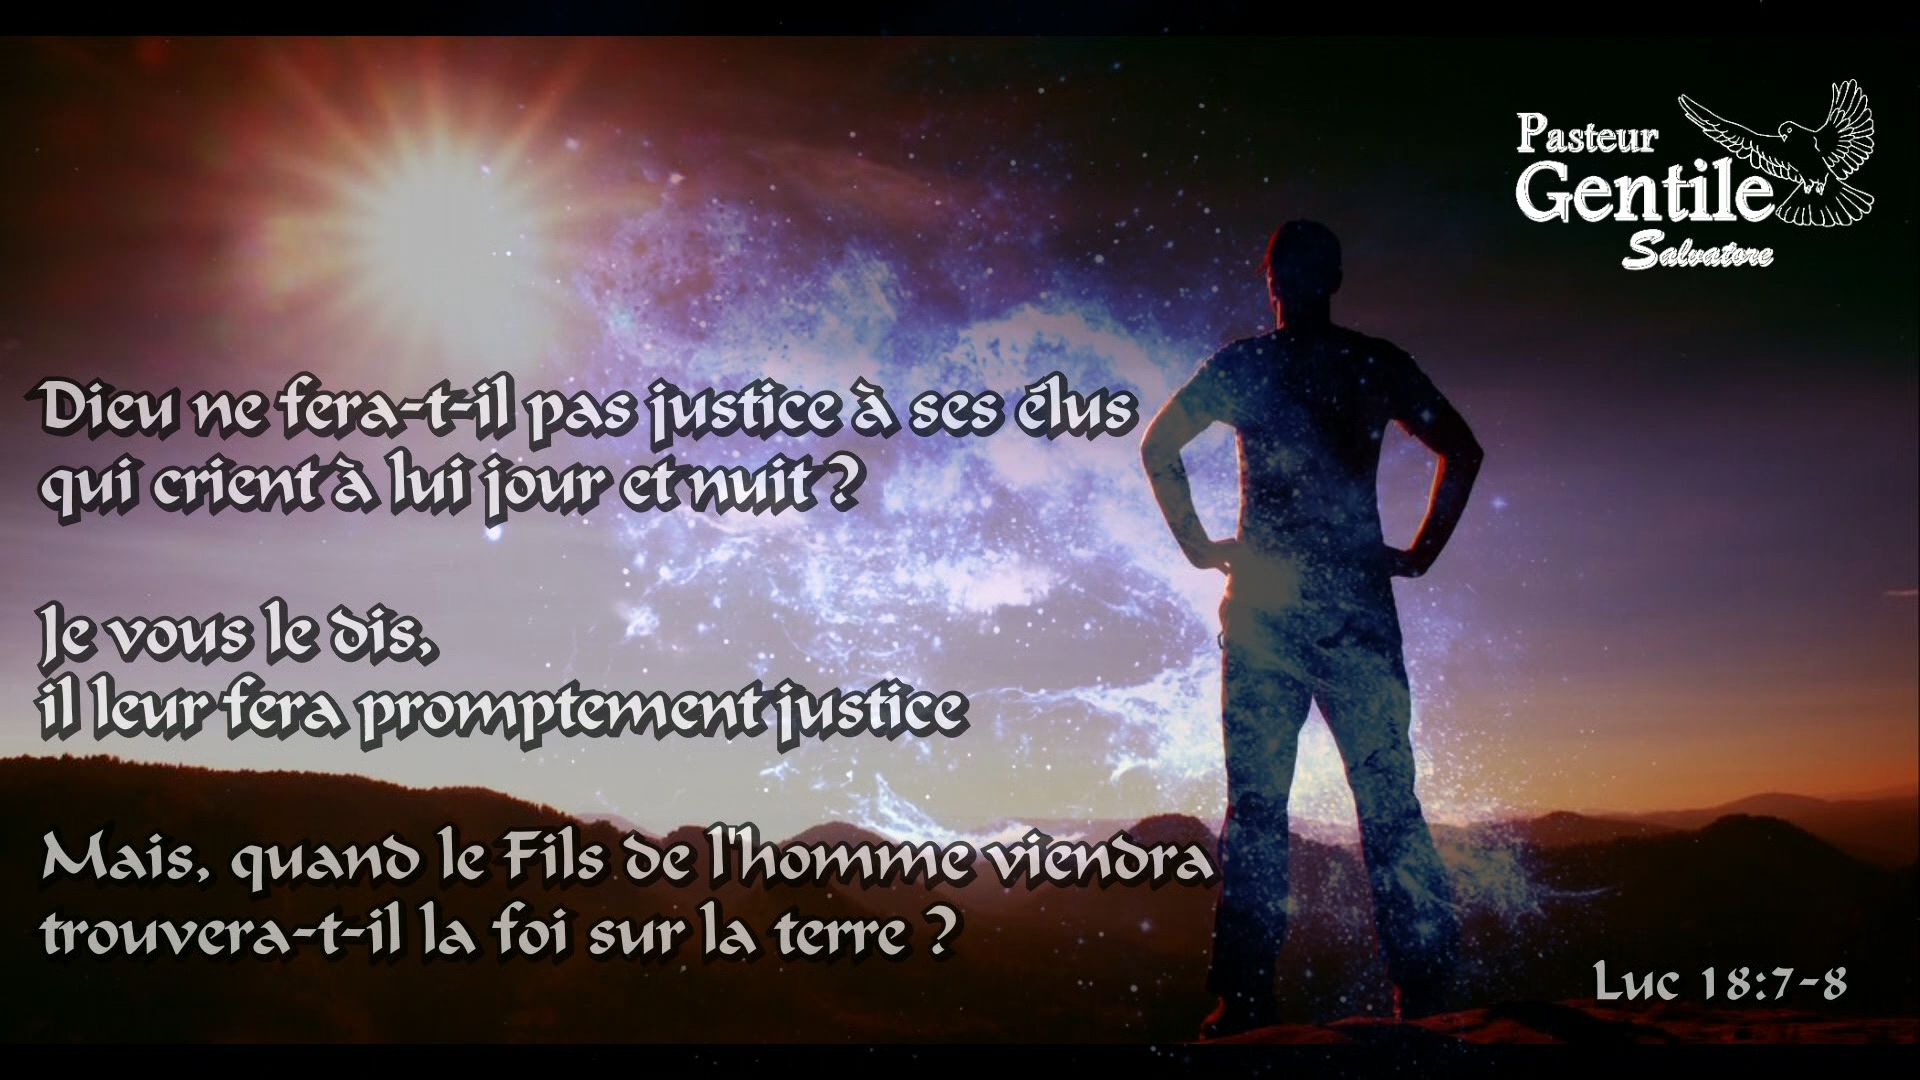 Pasteur
Gentile
Salvatore
Dieu ne fera-t-il pas justice à ses élus
qui crient à lui jour et nuit ?
Je vous le dis,
il leur fera promptement justice
Mais, quand le Fils de l'homme viendra
trouvera-t-il la foi sur la terre ?
Luc 18:7-8